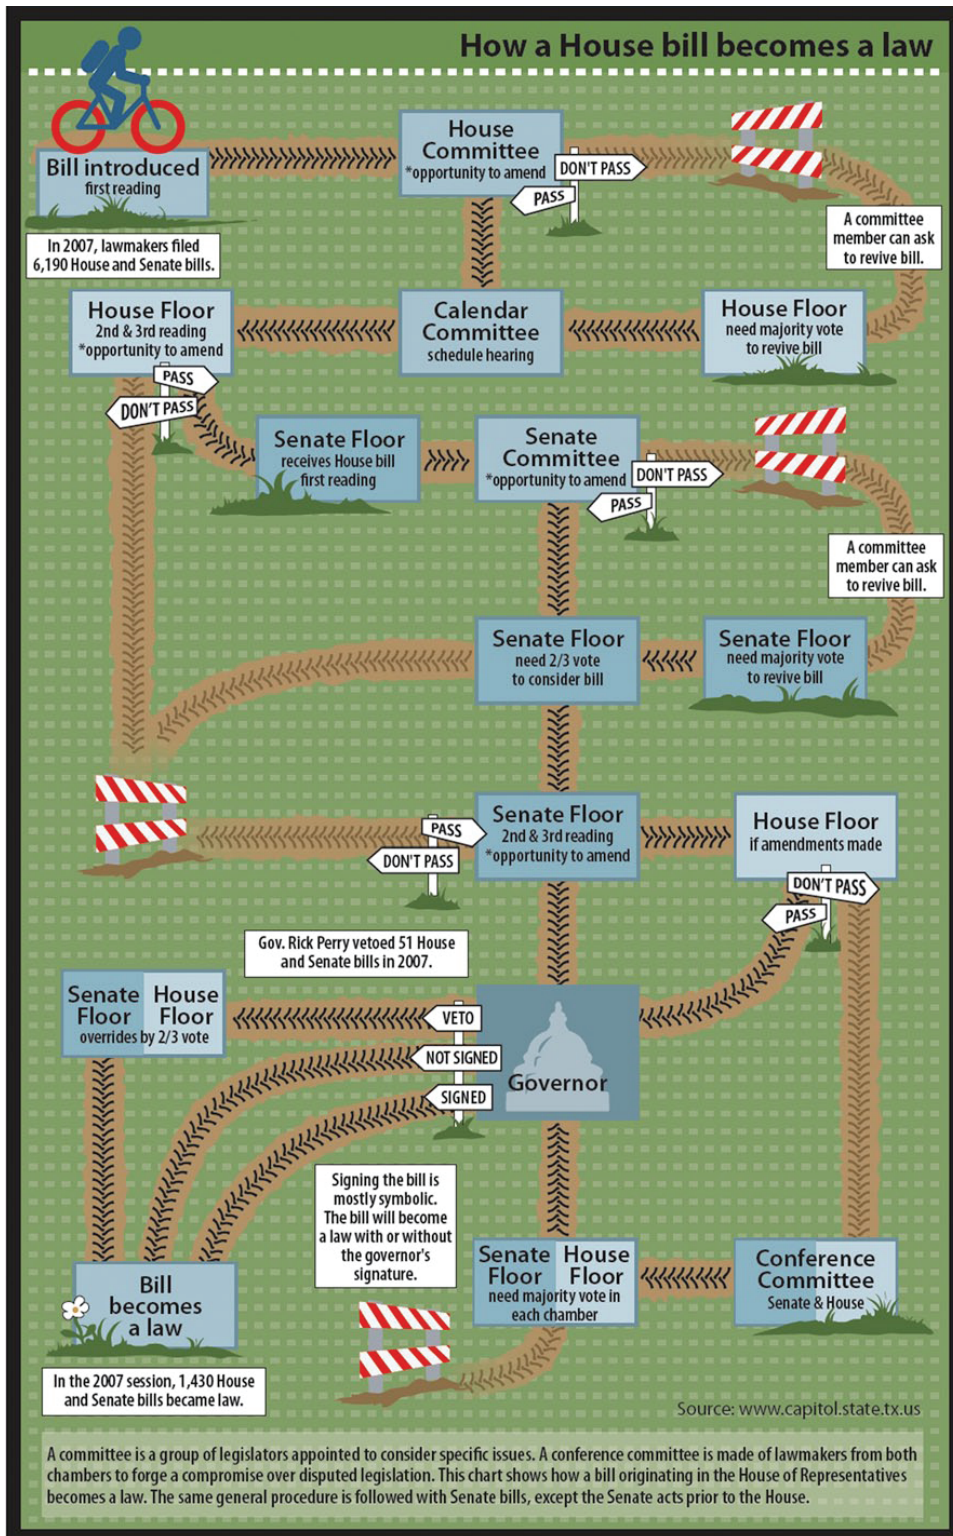 How a House bill becomes a law
Bill introduced
first reading
In 2007, lawmakers filed
6,190 House and Senate bills.
House
Committee
*opportunity to amend
DON'T PASS
PASS
A committee
member can ask
to revive bill.
House Floor
2nd & 3rd reading
*opportunity to amend
PASS
DON'T PASS
Calendar
Committee
schedule hearing
House Floor
need majority vote
to revive bill
Senate Floor
receives House bill
first reading
Senate
Committee
*opportunity to amend
DON'T PASS
PASS
A committee
member can ask
to revive bill.
Senate Floor
need 2/3 vote
to consider bill
Senate Floor
need majority vote
to revive bill
PASS
DON'T PASS
Senate Floor
2nd & 3rd reading
*opportunity to amend
House Floor
if amendments made
DON'T PASS
PASS
Gov. Rick Perry vetoed 51 House
and Senate bills in 2007.
Senate Floor
House Floor
overrides by 2/3 vote
VETO
NOT SIGNED
SIGNED
Governor
Signing the bill is
mostly symbolic.
The bill will become
a law with or without
the governor's
signature.
Senate Floor
House Floor
need majority vote in
each chamber
Conference
Committee
Senate & House
Bill
becomes
a law
In the 2007 session, 1,430 House
and Senate bills became law.
Source: www.capitol.state.tx.us
A committee is a group of legislators appointed to consider specific issues. A conference committee is made of lawmakers from both
chambers to forge a compromise over disputed legislation. This chart shows how a bill originating in the House of Representatives
becomes a law. The same general procedure is followed with Senate bills, except the Senate acts prior to the House.